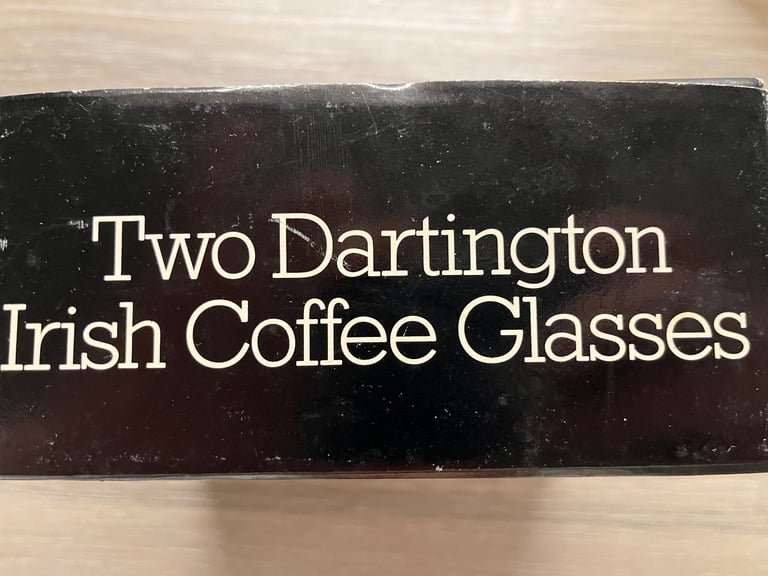 Two Dartington
Irish Coffee Glasses